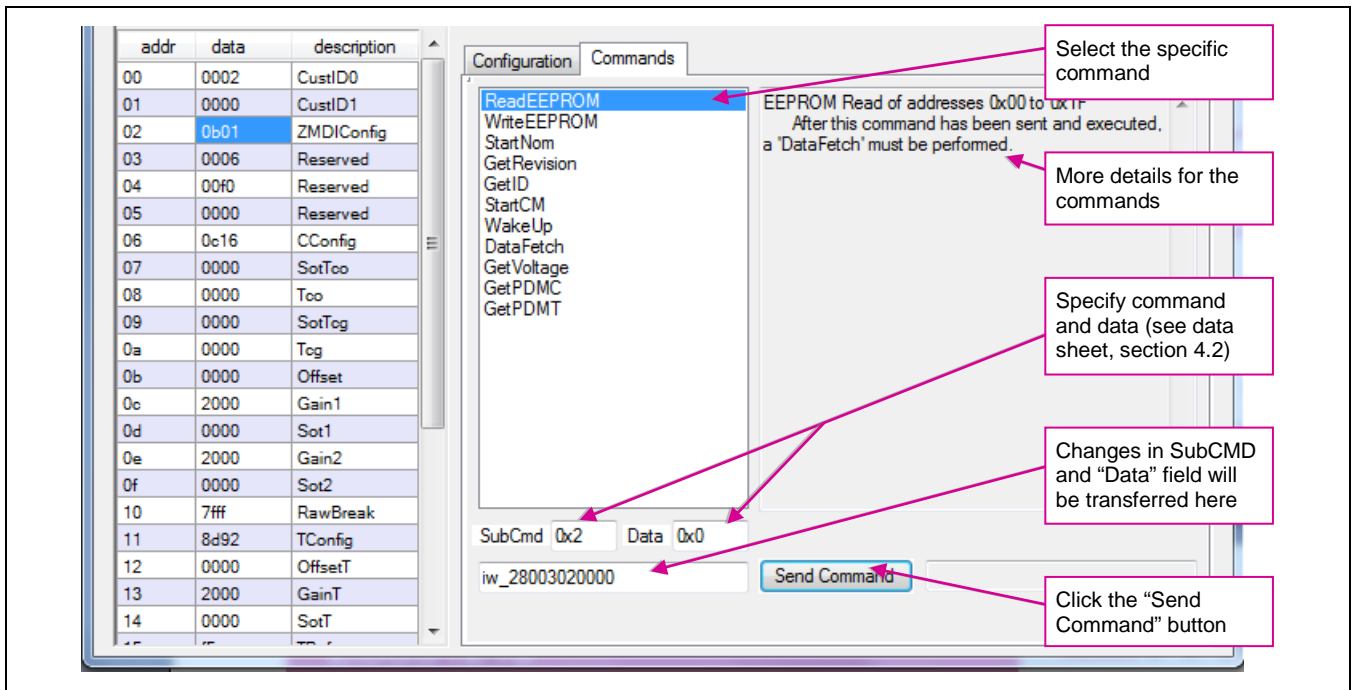 addr data description
00 0002 CustID0
01 0000 CustID1
02 0b01 ZMDIConfig
03 0006 Reserved
04 00f0 Reserved
05 0000 Reserved
06 0c16 CConfig
07 0000 SotTco
08 0000 Tco
09 0000 SotTcg
0a 0000 Tcg
0b 0000 Offset
0c 2000 Gain1
0d 0000 Sot1
0e 2000 Gain2
0f 0000 Sot2
10 7fff RawBreak
11 8d92 TConfig
12 0000 OffsetT
13 2000 GainT
14 0000 SotT
Configuration Commands
ReadEEPROM
WriteEEPROM
StartNom
GetRevision
GetID
StartCM
WakeUp
DataFetch
GetVoltage
GetPDMC
GetPDMT
EEPROM Read of addresses 0x00 to 0x1F
After this command has been sent and executed,
a 'DataFetch' must be performed.
SubCmd 0x2 Data 0x0
iw_28003020000 Send Command
Select the specific
command
More details for the
commands
Specify command
and data (see data
sheet, section 4.2)
Changes in SubCMD
and “Data” field will
be transferred here
Click the “Send
Command” button